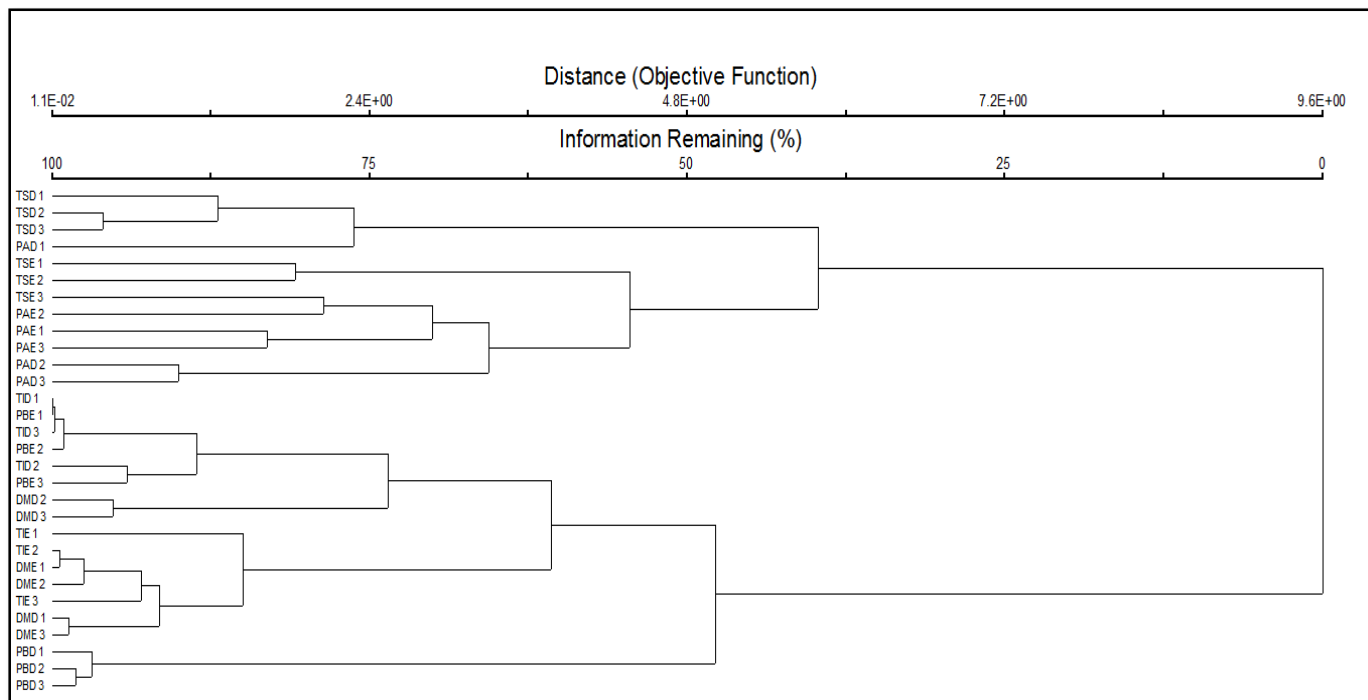 Distance (Objective Function)
1.1E-02 2.4E+00 4.8E+00 7.2E+00 9.6E+00
Information Remaining (%)
100 75 50 25 0
TSD 1
TSD 2
TSD 3
PAD 1
TSE 1
TSE 2
TSE 3
PAE 2
PAE 1
PAE 3
PAD 2
PAD 3
TID 1
PBE 1
TID 3
PBE 2
TID 2
PBE 3
DMD 2
DMD 3
TIE 1
TIE 2
DME 1
DME 2
TIE 3
DMD 1
DME 3
PBD 1
PBD 2
PBD 3